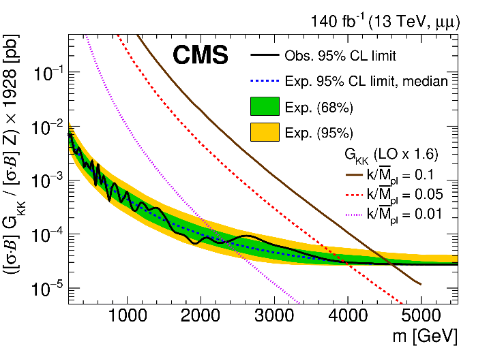 140 fb⁻¹ (13 TeV, μμ)
CMS
Obs. 95% CL limit
Exp. 95% CL limit, median
Exp. (68%)
Exp. (95%)
G_KK (LO x 1.6)
k/M̅_pl = 0.1
k/M̅_pl = 0.05
k/M̅_pl = 0.01
([σ·𝓑] G_KK / [σ·𝓑] Z) × 1928 [pb]
10⁻¹
10⁻²
10⁻³
10⁻⁴
10⁻⁵
1000 2000 3000 4000 5000
m [GeV]